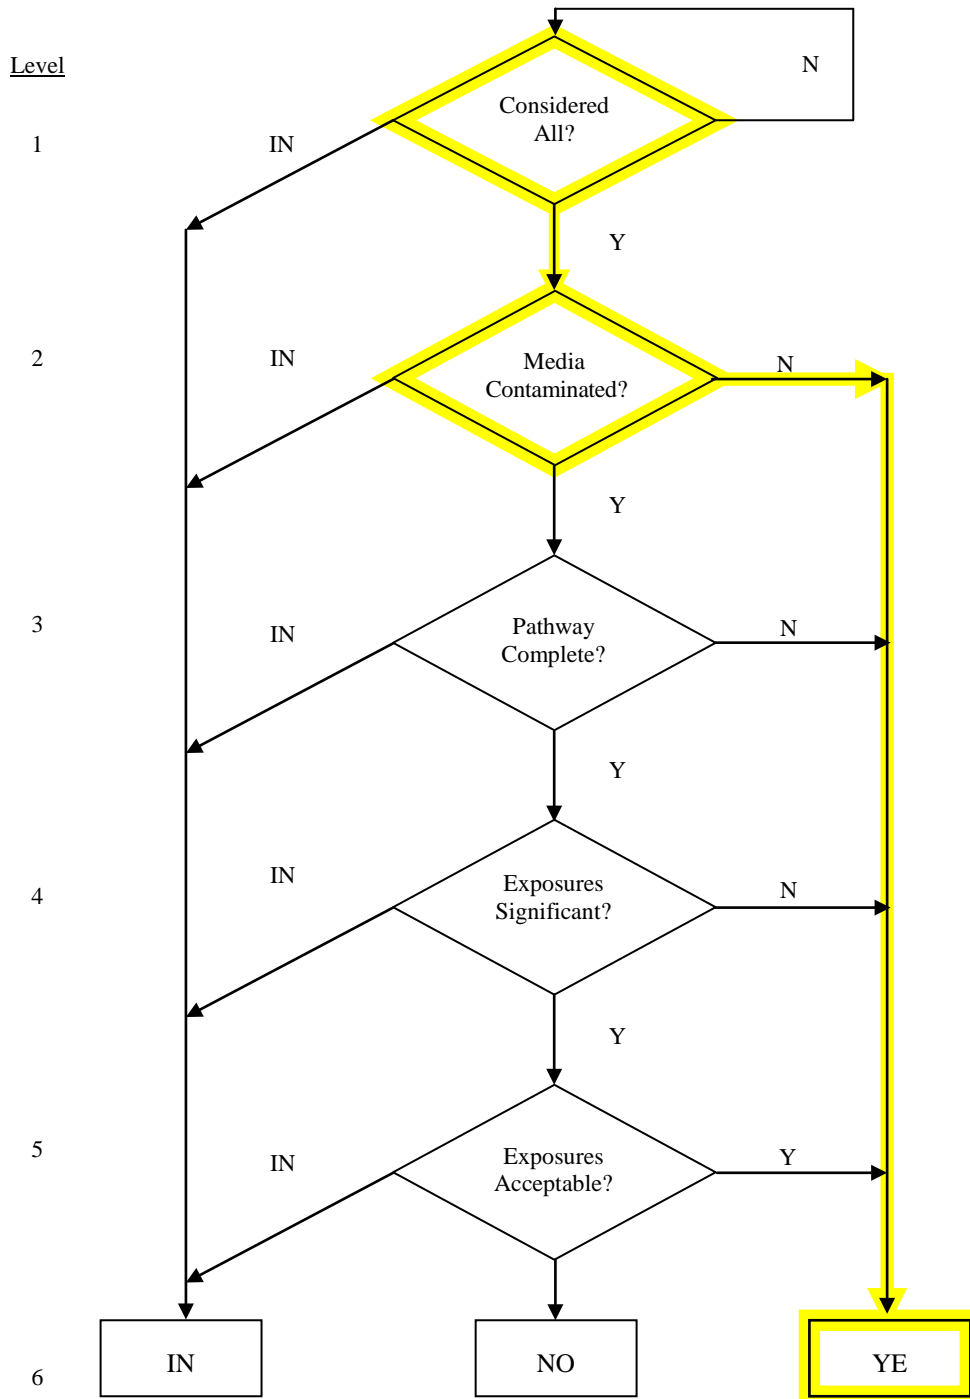 Level
N
Considered
All?
1
IN
Y
2
IN
Media
Contaminated?
N
Y
3
IN
Pathway
Complete?
N
Y
4
IN
Exposures
Significant?
N
Y
5
IN
Exposures
Acceptable?
Y
6
IN
NO
YE